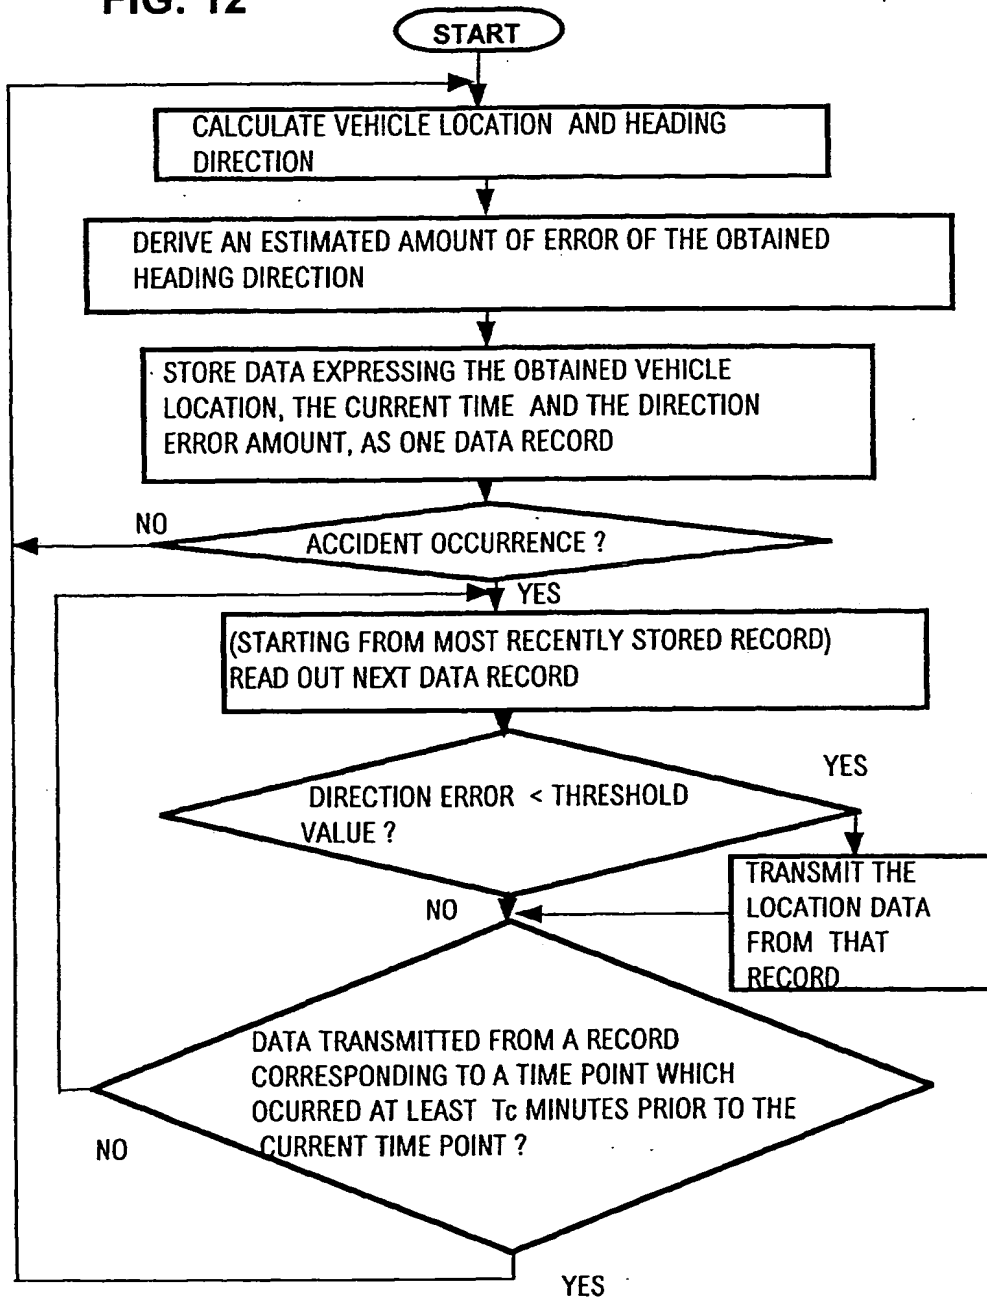 FIG. 12
START
CALCULATE VEHICLE LOCATION AND HEADING
DIRECTION
DERIVE AN ESTIMATED AMOUNT OF ERROR OF THE OBTAINED
HEADING DIRECTION
STORE DATA EXPRESSING THE OBTAINED VEHICLE
LOCATION, THE CURRENT TIME AND THE DIRECTION
ERROR AMOUNT, AS ONE DATA RECORD
NO
ACCIDENT OCCURRENCE ?
YES
(STARTING FROM MOST RECENTLY STORED RECORD)
READ OUT NEXT DATA RECORD
YES
DIRECTION ERROR < THRESHOLD
VALUE ?
TRANSMIT THE
LOCATION DATA
FROM THAT
RECORD
NO
DATA TRANSMITTED FROM A RECORD
CORRESPONDING TO A TIME POINT WHICH
OCURRED AT LEAST Tc MINUTES PRIOR TO THE
CURRENT TIME POINT ?
NO
YES